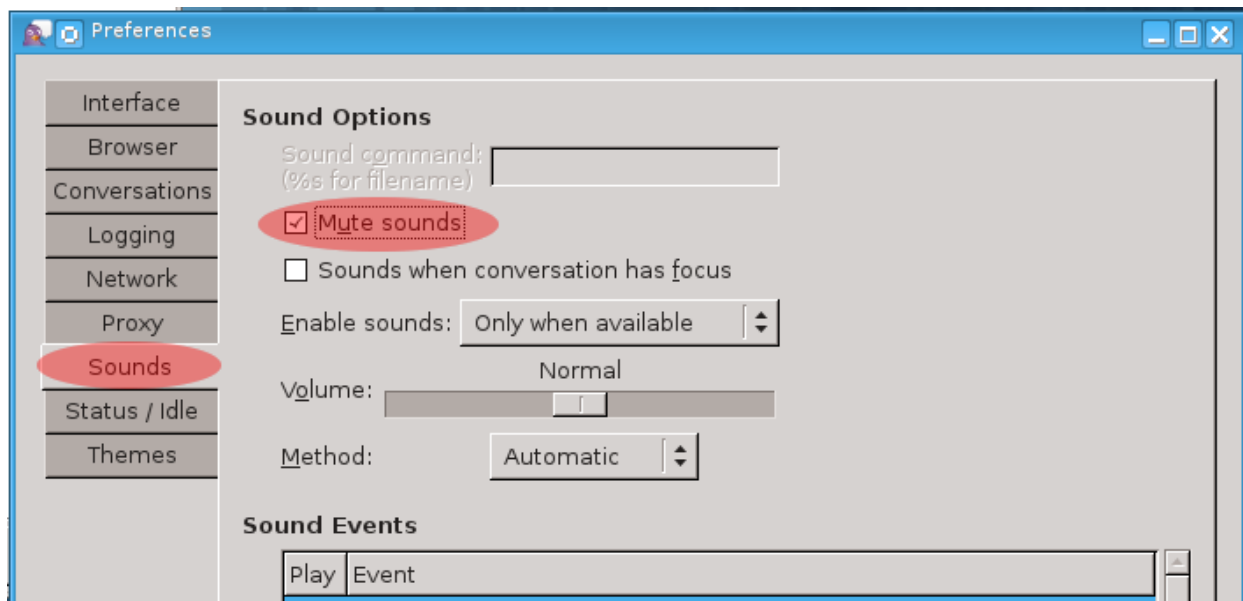 Preferences
Interface
Browser
Conversations
Logging
Network
Proxy
Sounds
Status / Idle
Themes
Sound Options
Sound command:
(%s for filename)
Mute sounds
Sounds when conversation has focus
Enable sounds: Only when available
Normal
Volume:
Method: Automatic
Sound Events
Play Event